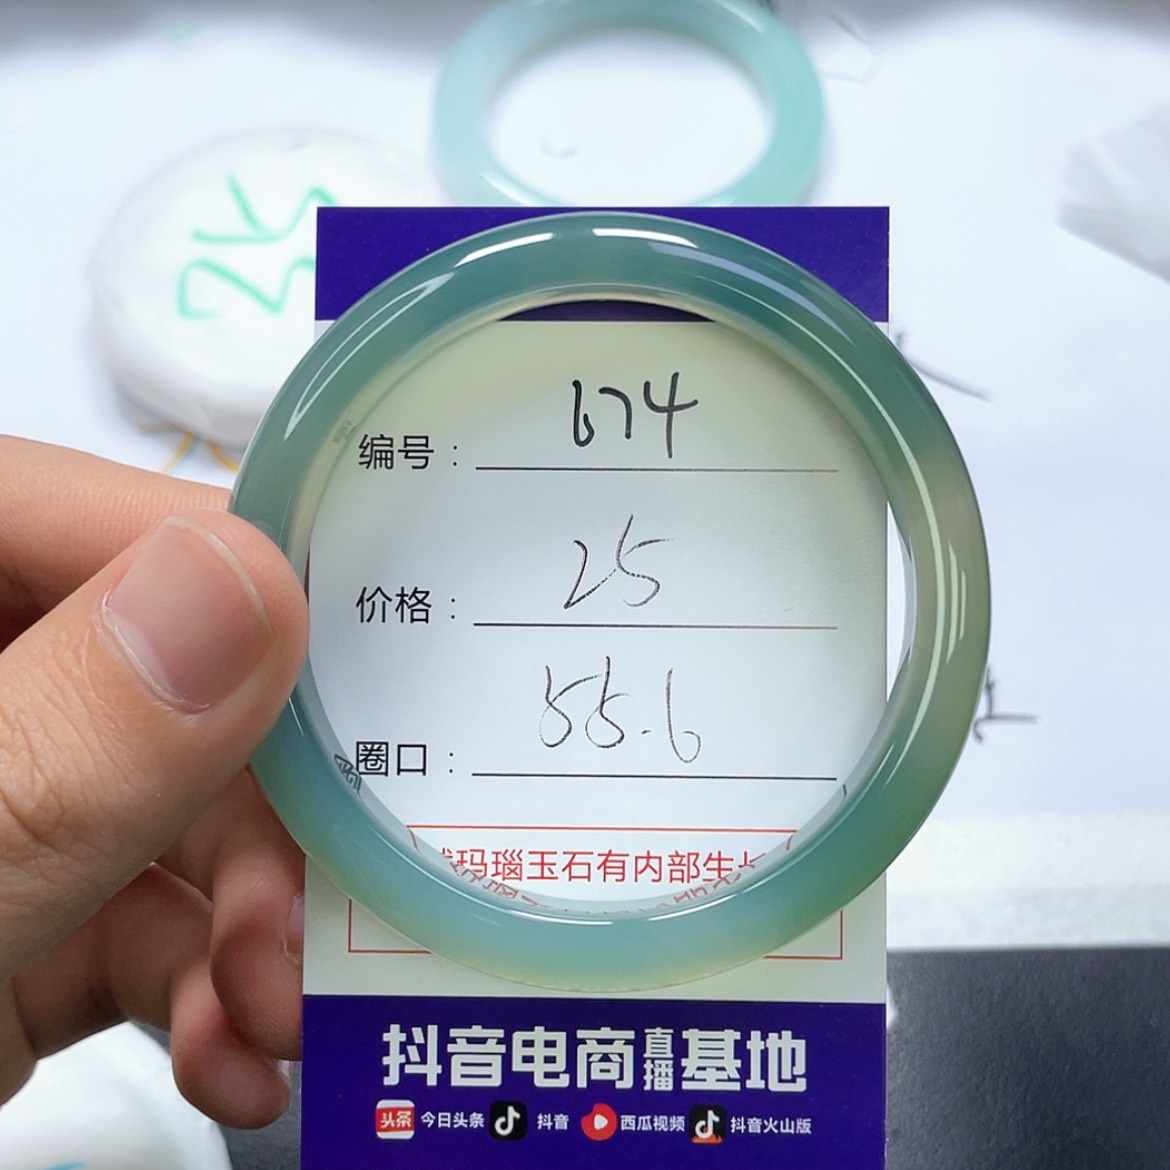 25
编号： 674
价格： 25
圈口： 55.6
玛瑙玉石有内部生长
抖音电商直播基地
头条 今日头条 抖音 西瓜视频 抖音火山版